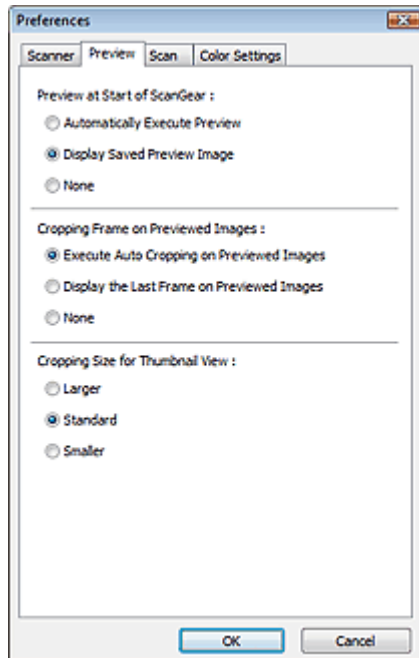 Preferences
Scanner Preview Scan Color Settings
Preview at Start of ScanGear :
Automatically Execute Preview
Display Saved Preview Image
None
Cropping Frame on Previewed Images :
Execute Auto Cropping on Previewed Images
Display the Last Frame on Previewed Images
None
Cropping Size for Thumbnail View :
Larger
Standard
Smaller
OK Cancel